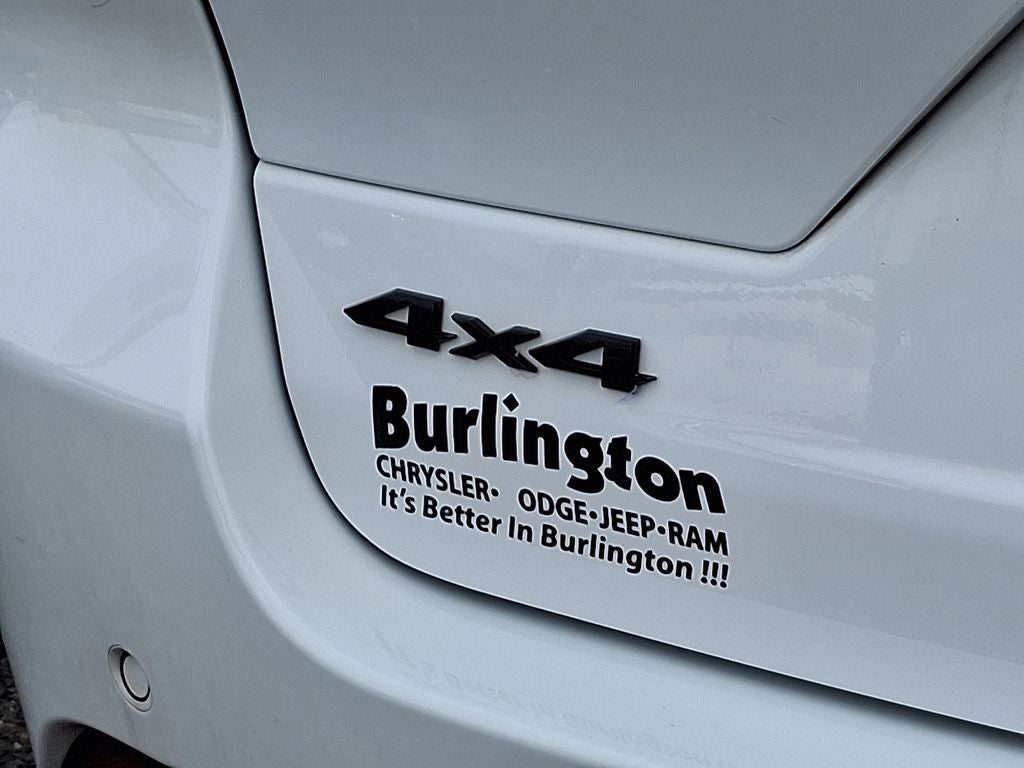 4x4
Burlington
CHRYSLER• ODGE•JEEP•RAM
It's Better In Burlington !!!